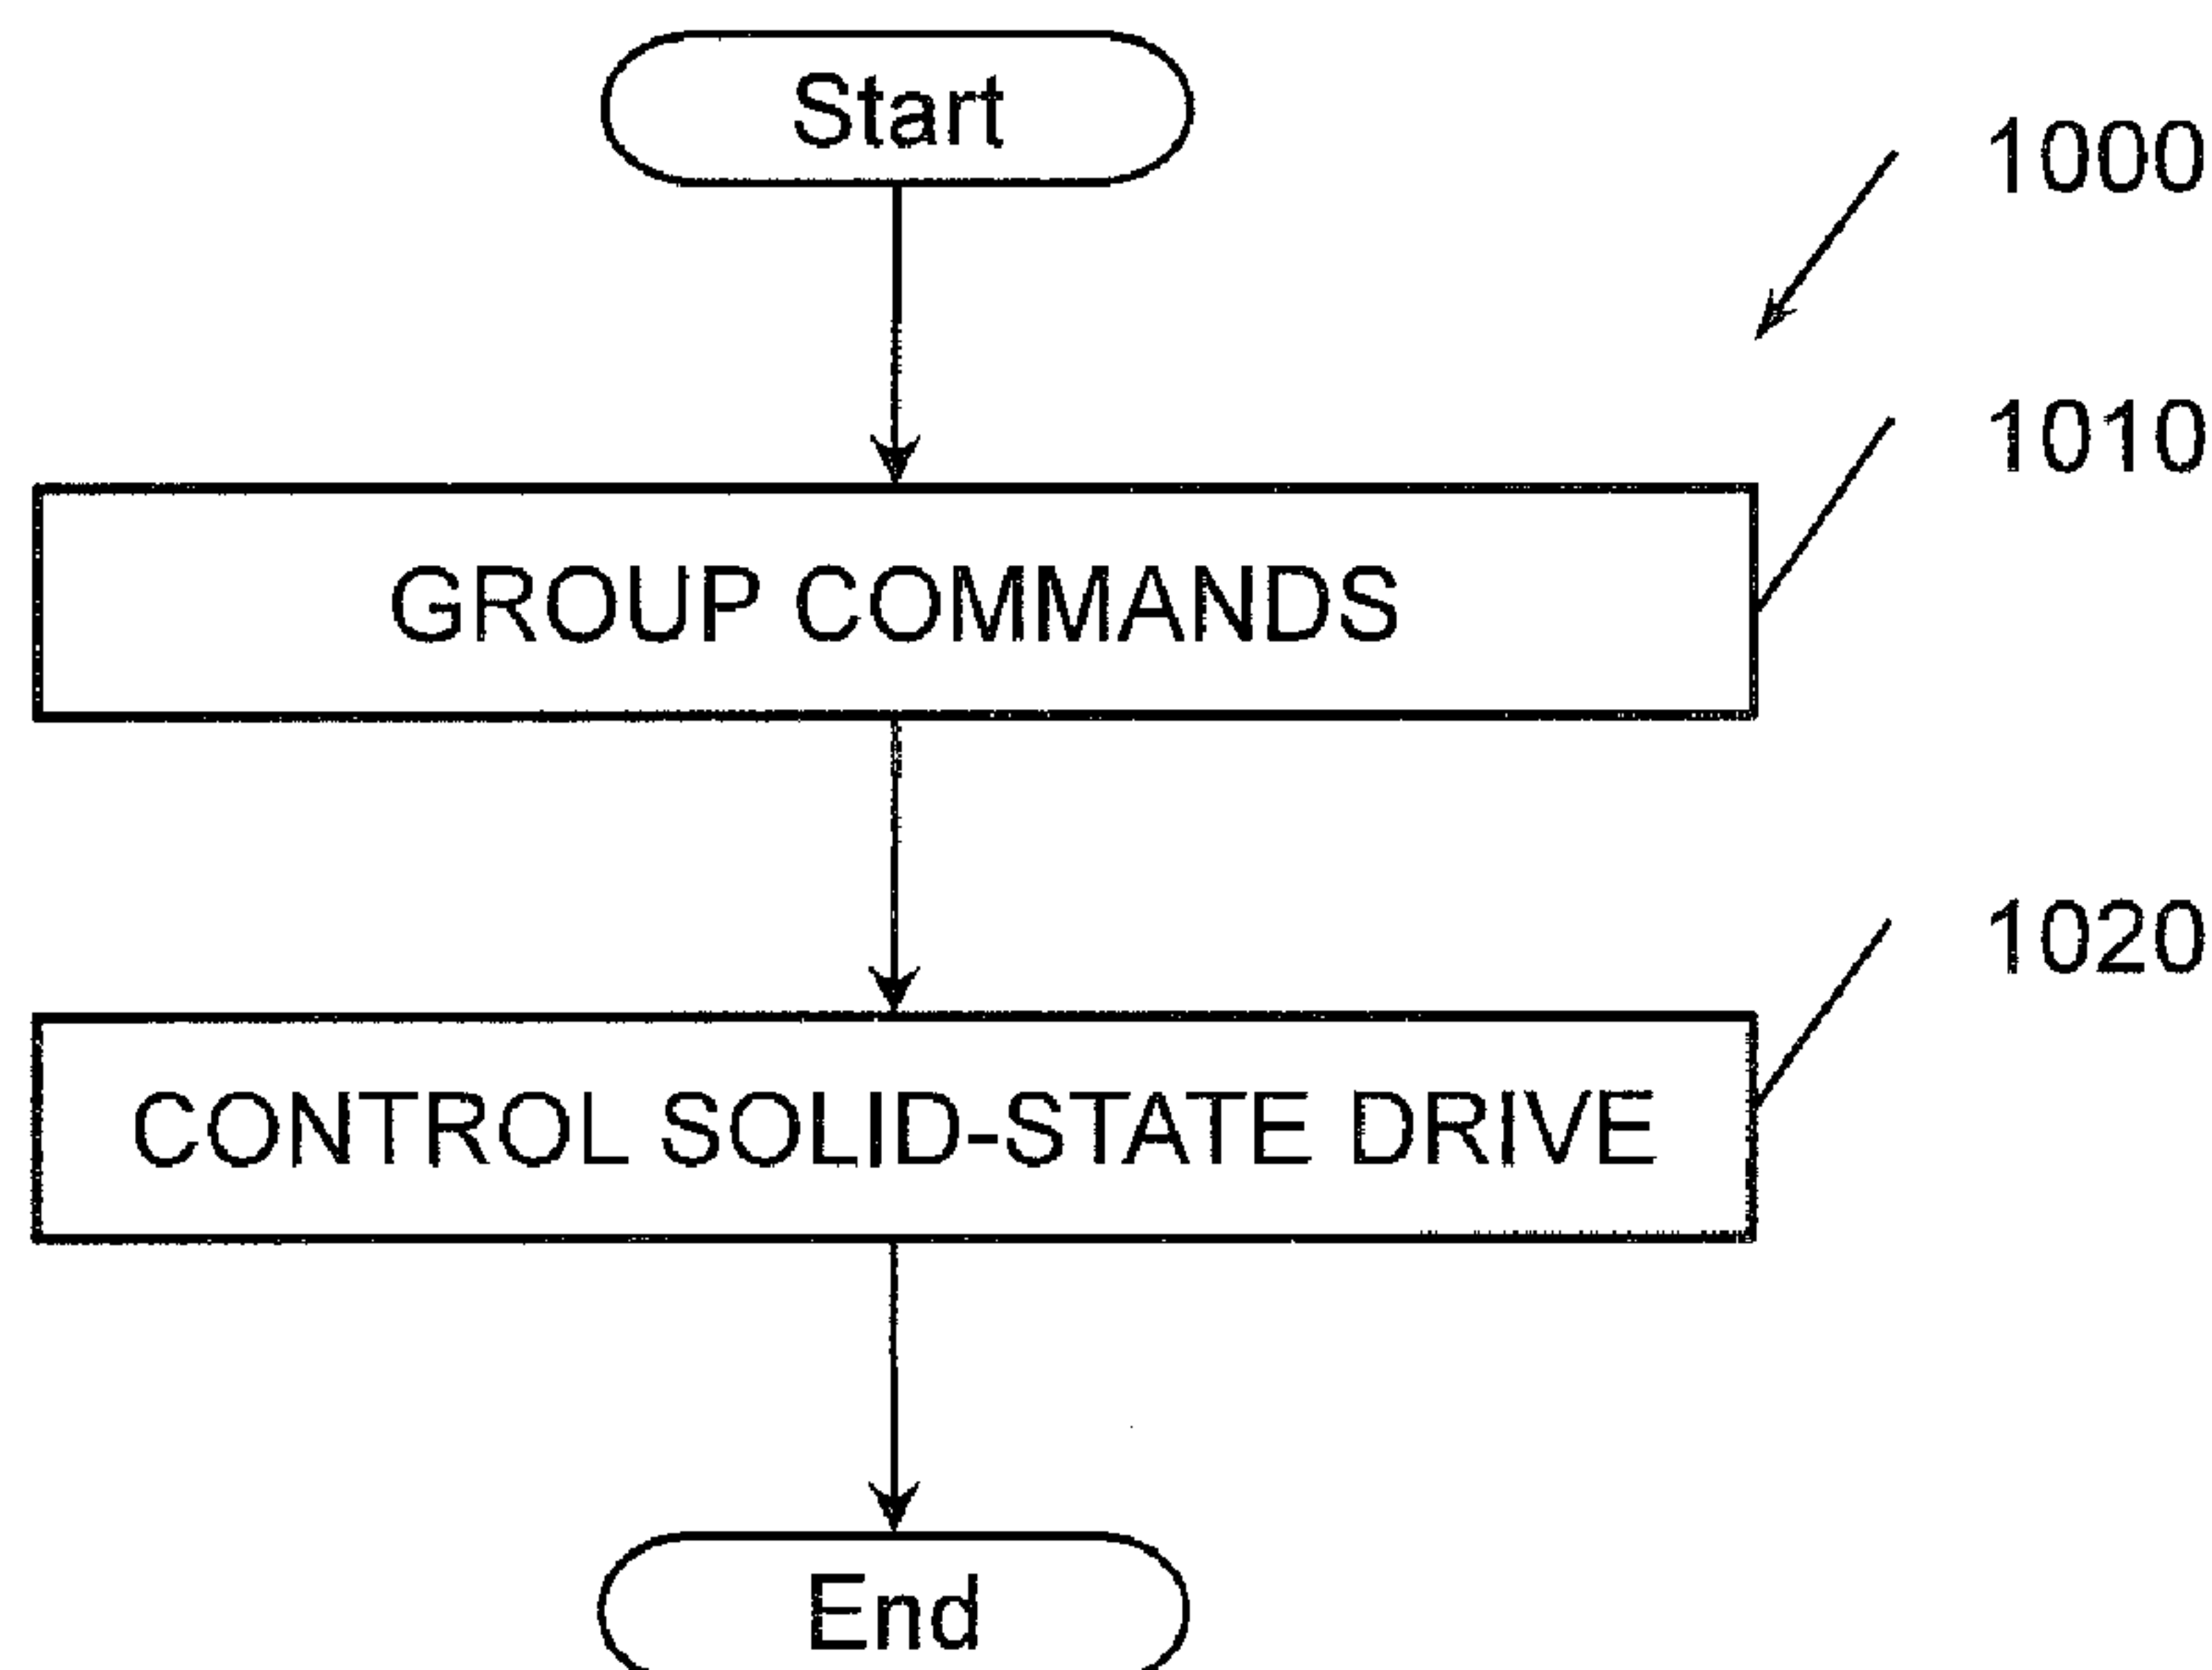 Start
1000
1010
GROUP COMMANDS
1020
CONTROL SOLID-STATE DRIVE
End